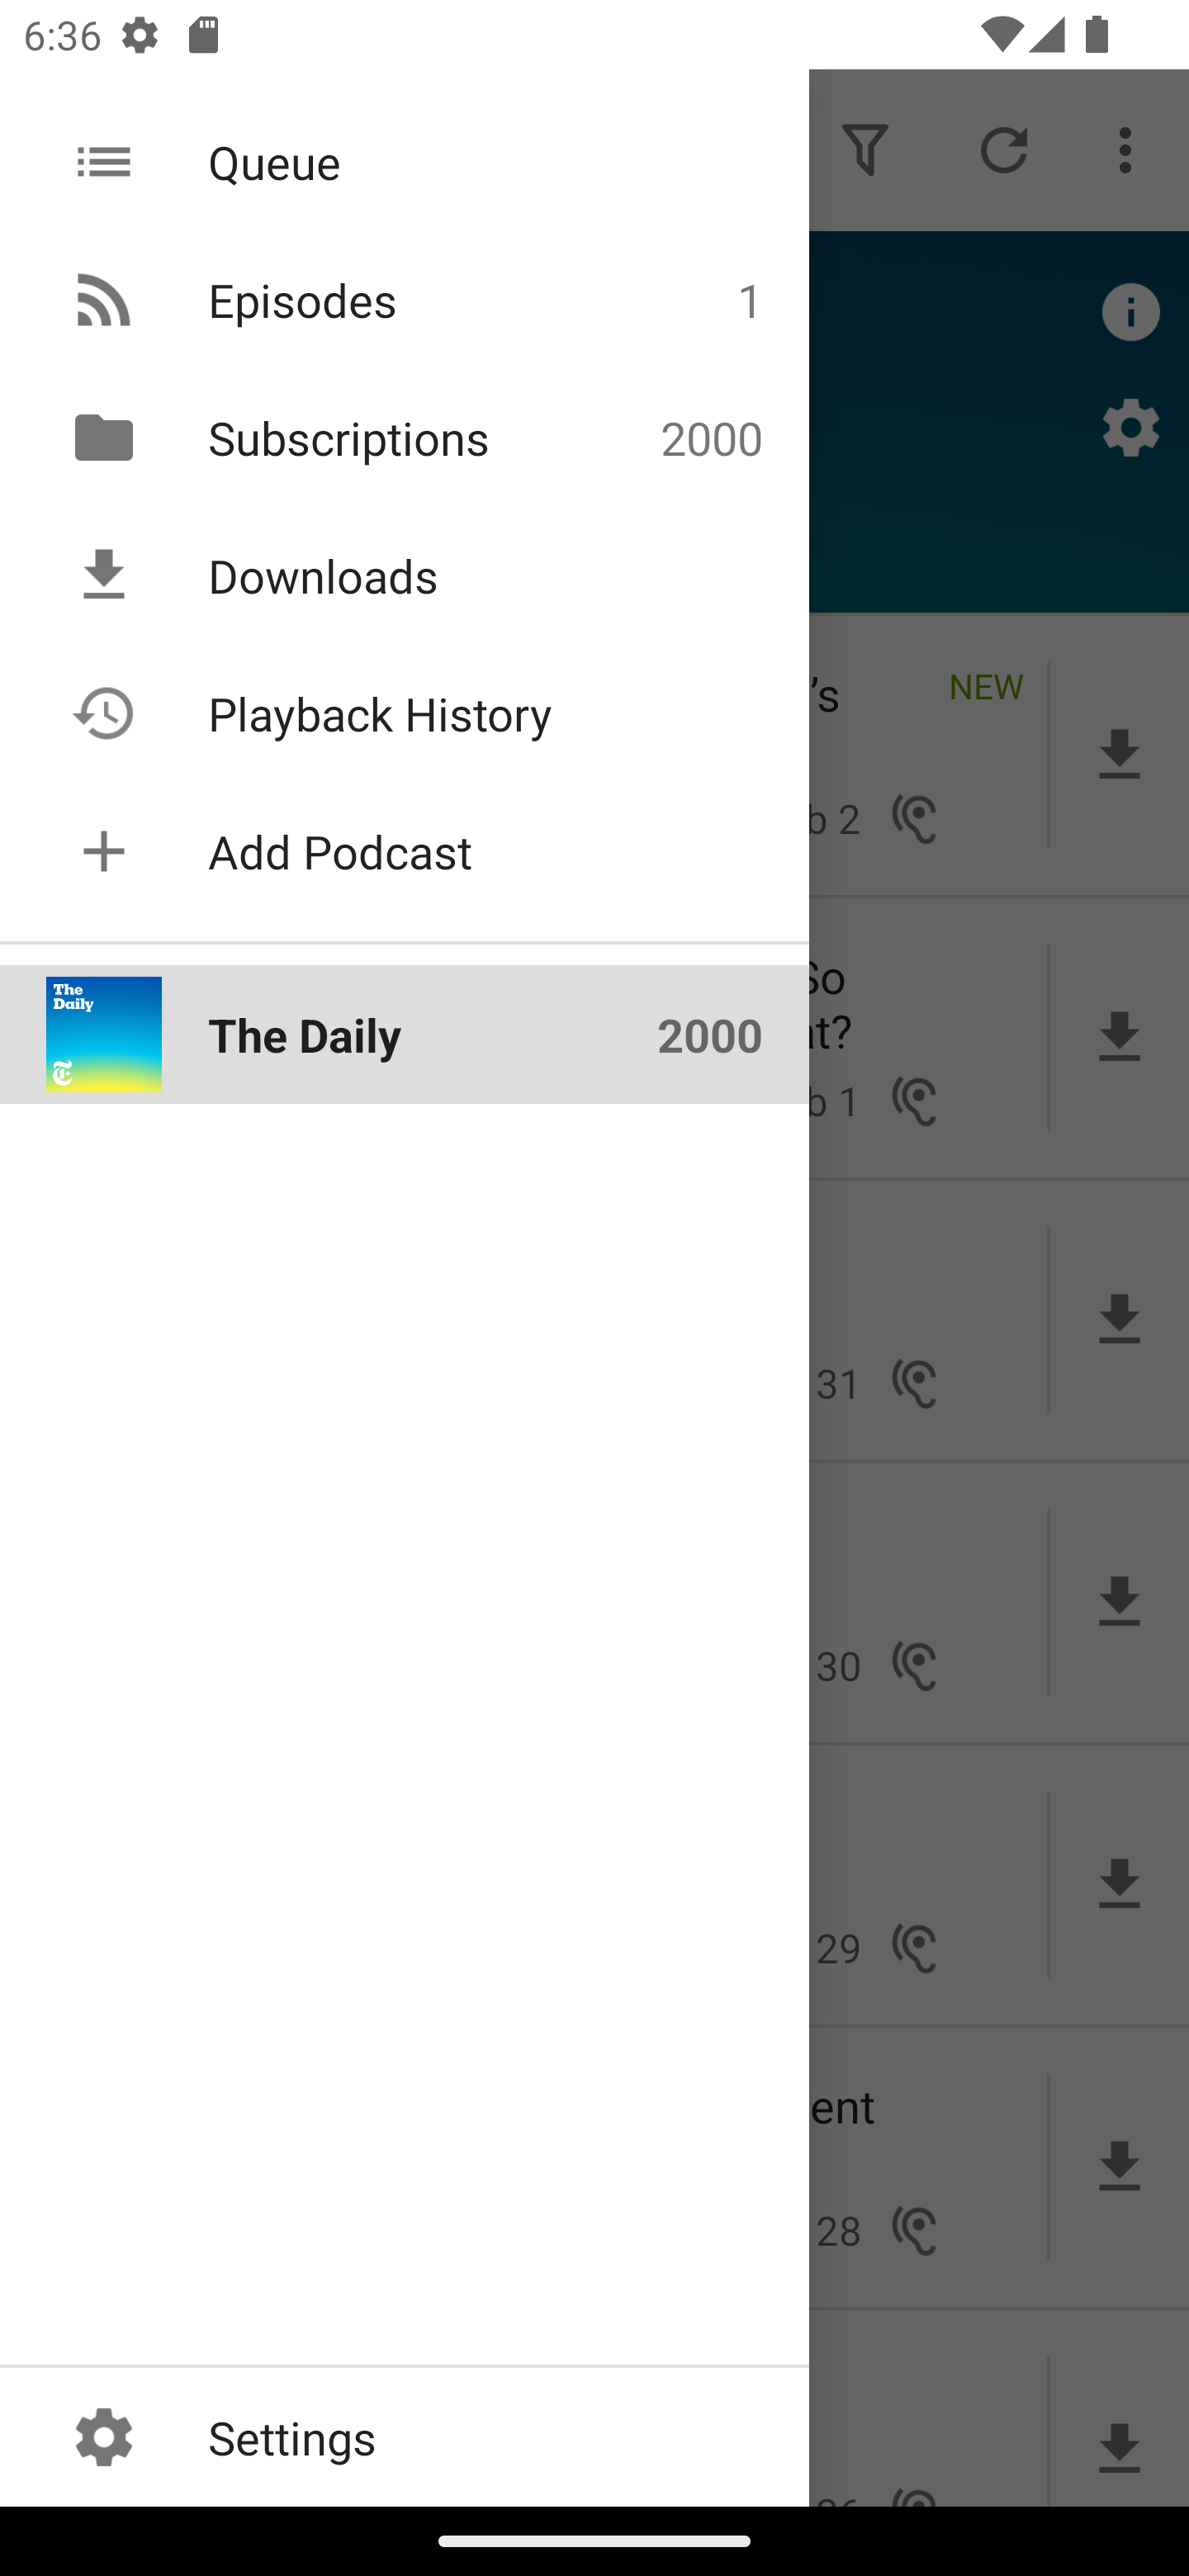 6:36
Queue
Episodes 1
Subscriptions 2000
Downloads
Playback History
Add Podcast
The
Daily
The Daily 2000
Settings
’s NEW
b 2
So
at?
b 1
31
30
29
ent
28